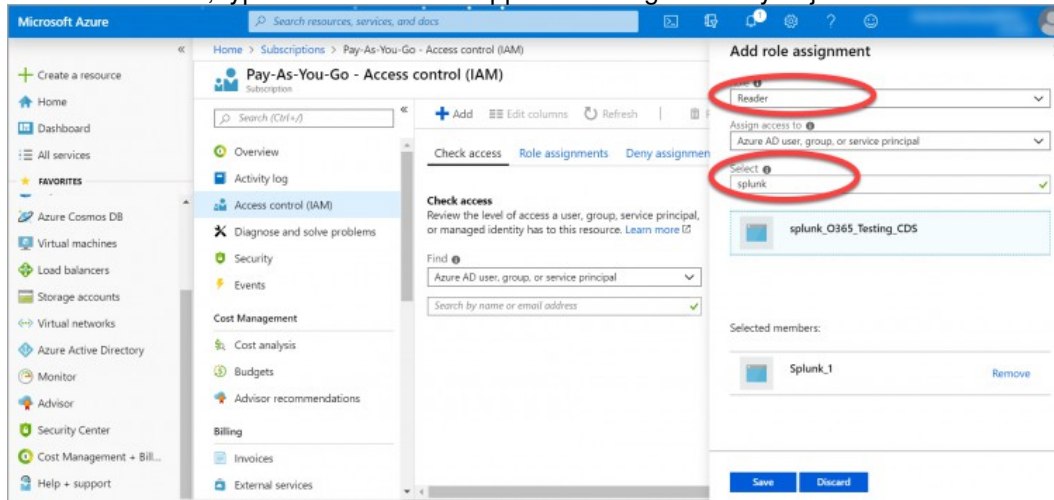 Microsoft Azure
Search resources, services, and docs
1
Create a resource
Home
Dashboard
All services
FAVORITES
Azure Cosmos DB
Virtual machines
Load balancers
Storage accounts
Virtual networks
Azure Active Directory
Monitor
Advisor
Security Center
Cost Management + Bill...
Help + support
Home > Subscriptions > Pay-As-You-Go - Access control (IAM)
Pay-As-You-Go - Access control (IAM)
Subscription
Search (Ctrl+/)
Overview
Activity log
Access control (IAM)
Diagnose and solve problems
Security
Events
Cost Management
Cost analysis
Budgets
Advisor recommendations
Billing
Invoices
External services
Add Edit columns Refresh
Check access Role assignments Deny assignmen
Check access
Review the level of access a user, group, service principal,
or managed identity has to this resource. Learn more
Find
Azure AD user, group, or service principal
Search by name or email address
Add role assignment
Reader
Assign access to
Azure AD user, group, or service principal
Select
splunk
splunk_O365_Testing_CDS
Selected members:
Splunk_1 Remove
Save Discard